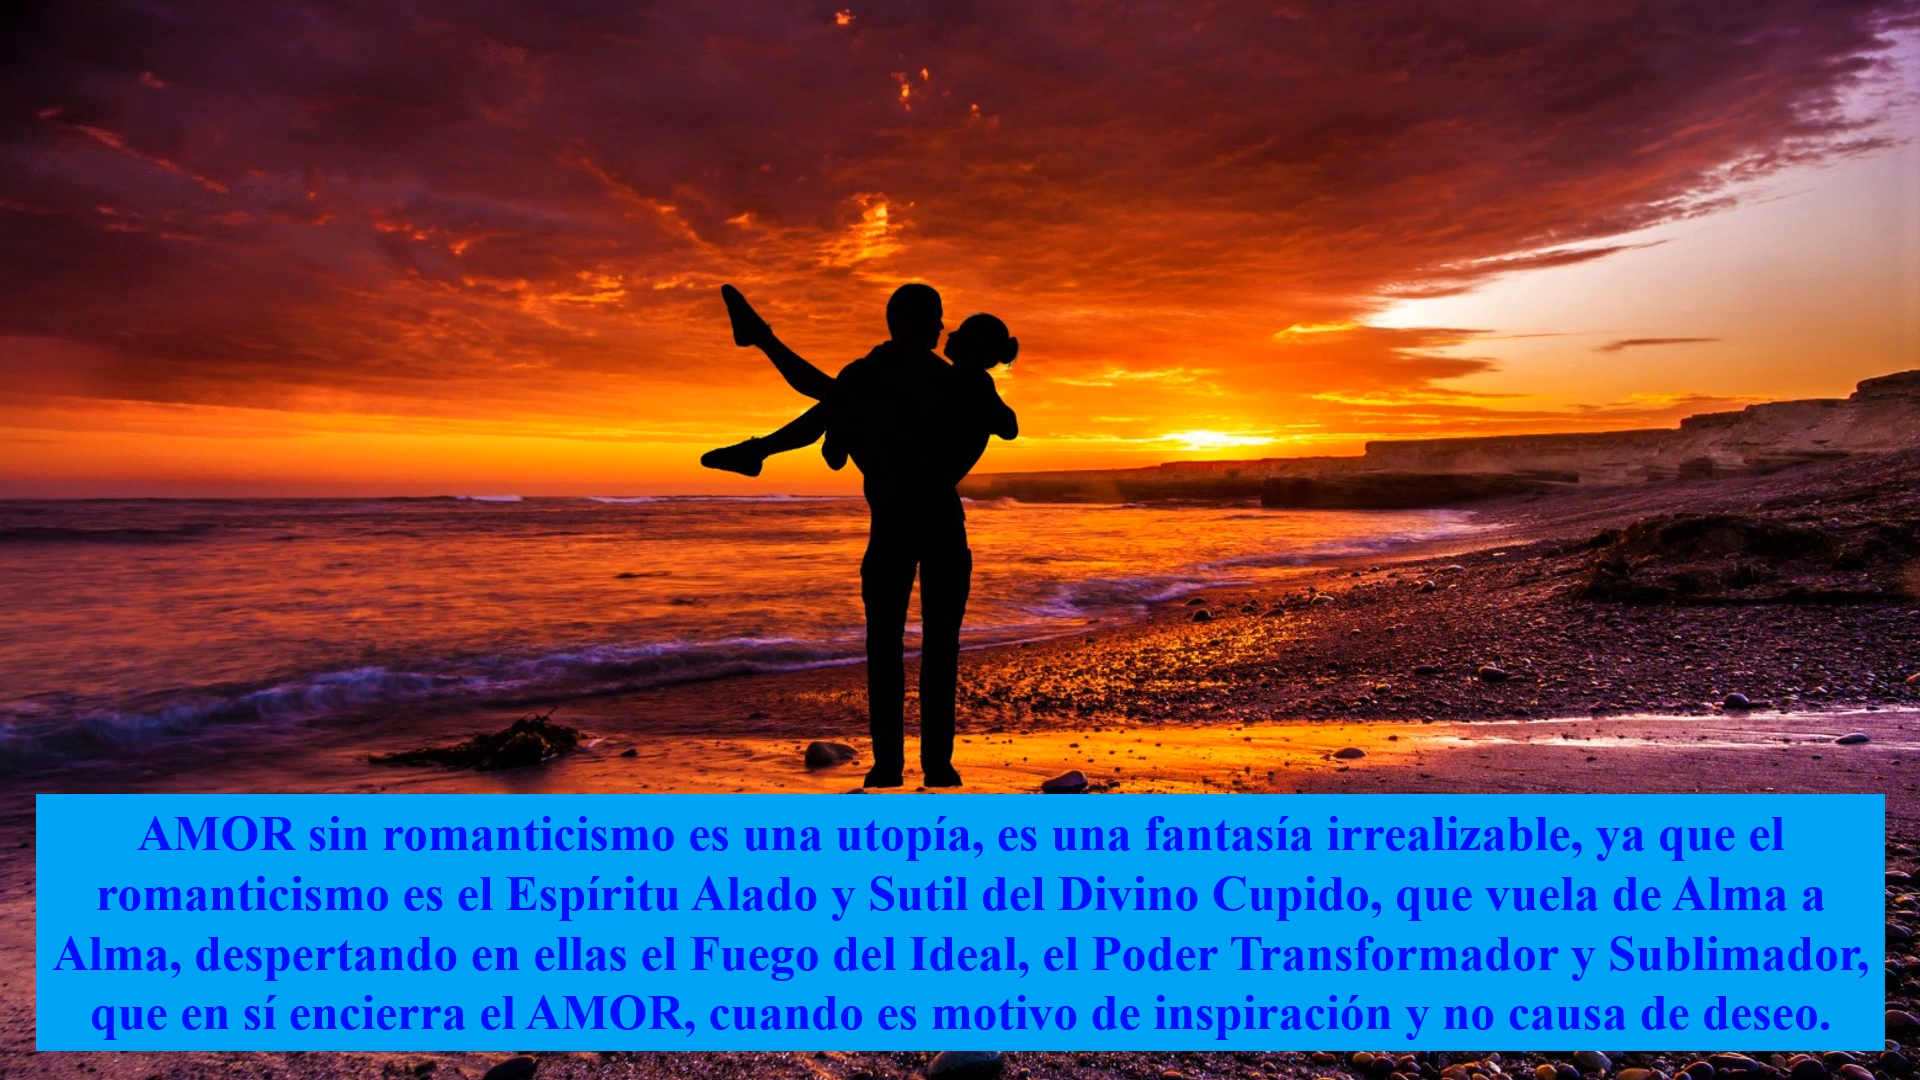 AMOR sin romanticismo es una utopía, es una fantasía irrealizable, ya que el
romanticismo es el Espíritu Alado y Sutil del Divino Cupido, que vuela de Alma a
Alma, despertando en ellas el Fuego del Ideal, el Poder Transformador y Sublimador,
que en sí encierra el AMOR, cuando es motivo de inspiración y no causa de deseo.